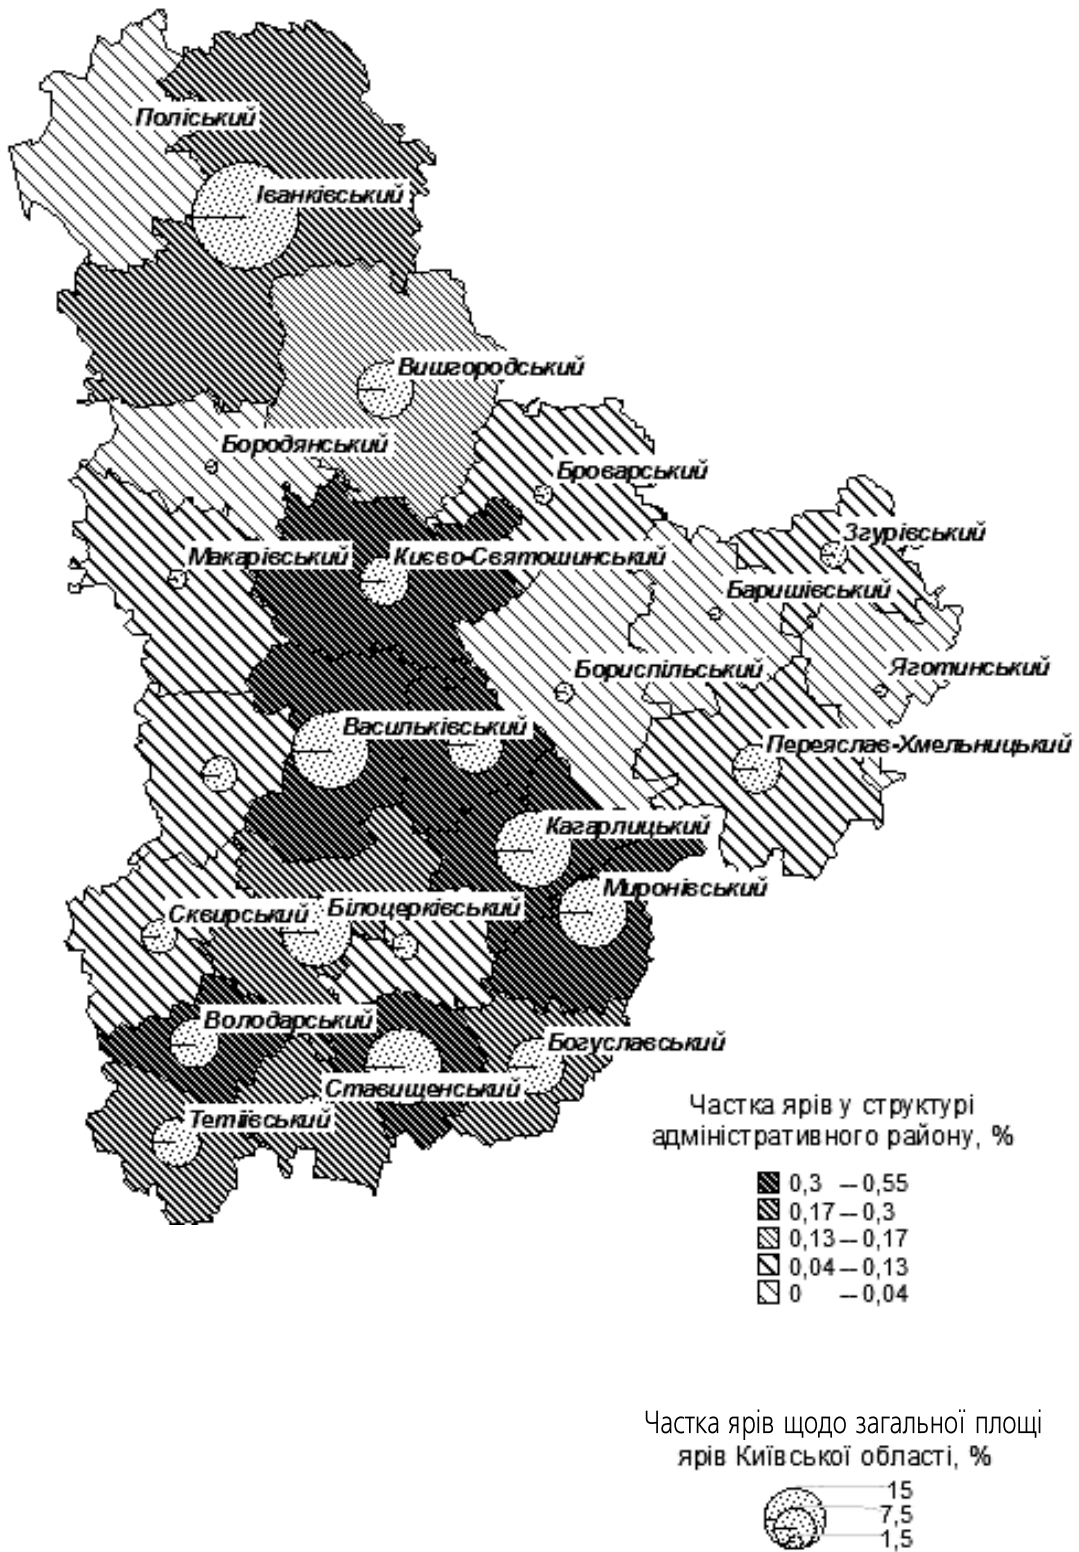 Поліський
Іванківський
Вишгородський
Бородянський
Броварський
Згурівський
Макарівський
Києво-Святошинський
Баришівський
Бориспільський
Яготинський
Васильківський
Переяслав-Хмельницький
Кагарлицький
Миронівський
Сквирський
Білоцерківський
Володарський
Богуславський
Ставищенський
Тетіївський
Частка ярів у структурі
адміністративного району, %
0,3 – 0,55
0,17 – 0,3
0,13 – 0,17
0,04 – 0,13
0 – 0,04
Частка ярів щодо загальної площі
ярів Київської області, %
15
7,5
1,5